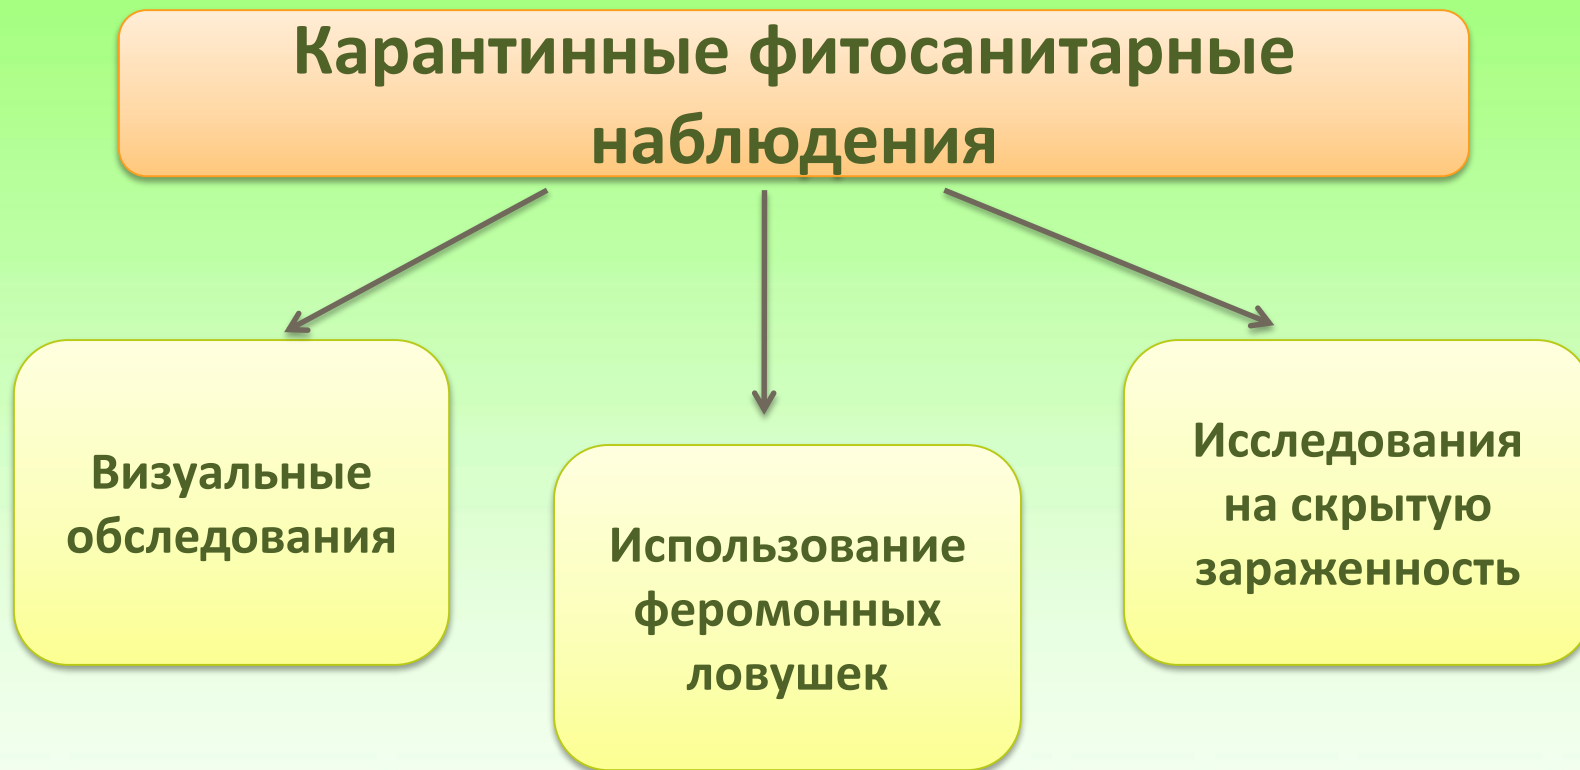 Карантинные фитосанитарные
наблюдения
Визуальные
обследования
Использование
феромонных
ловушек
Исследования
на скрытую
зараженность